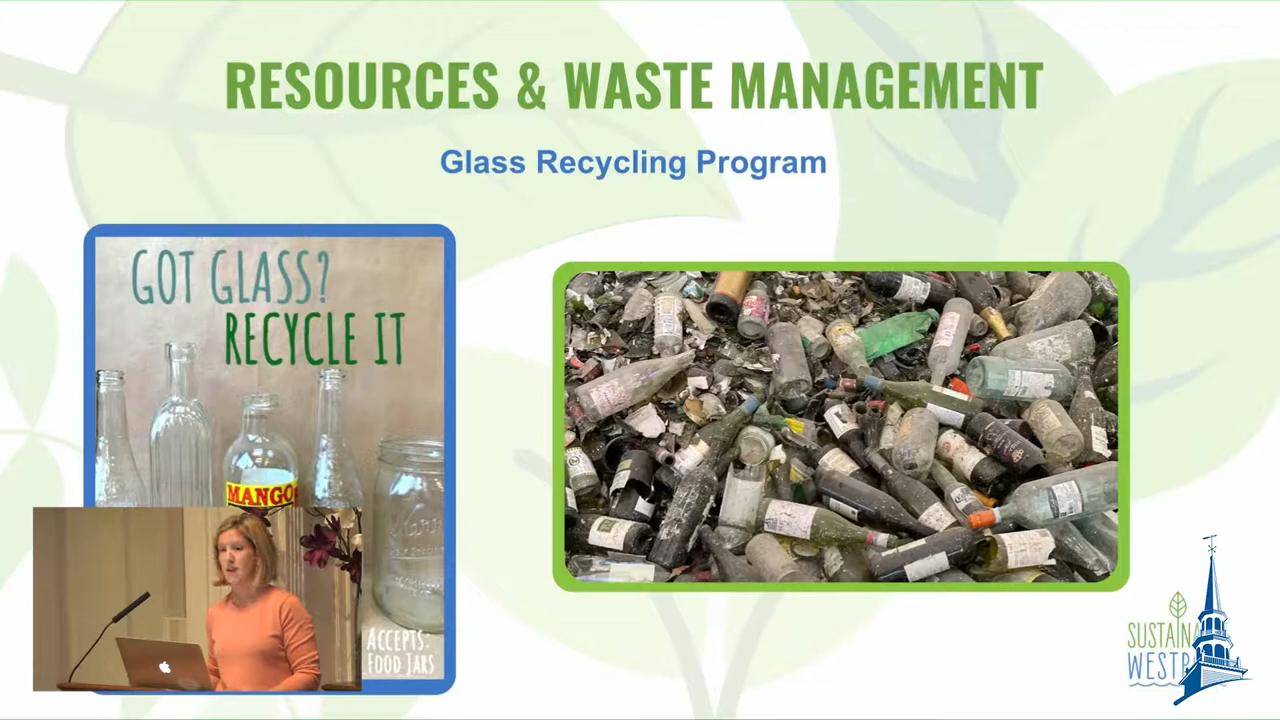 RESOURCES & WASTE MANAGEMENT
Glass Recycling Program
GOT GLASS?
RECYCLE IT
MANGO
ACCEPTS:
FOOD JARS
SUSTAINA
WESTP